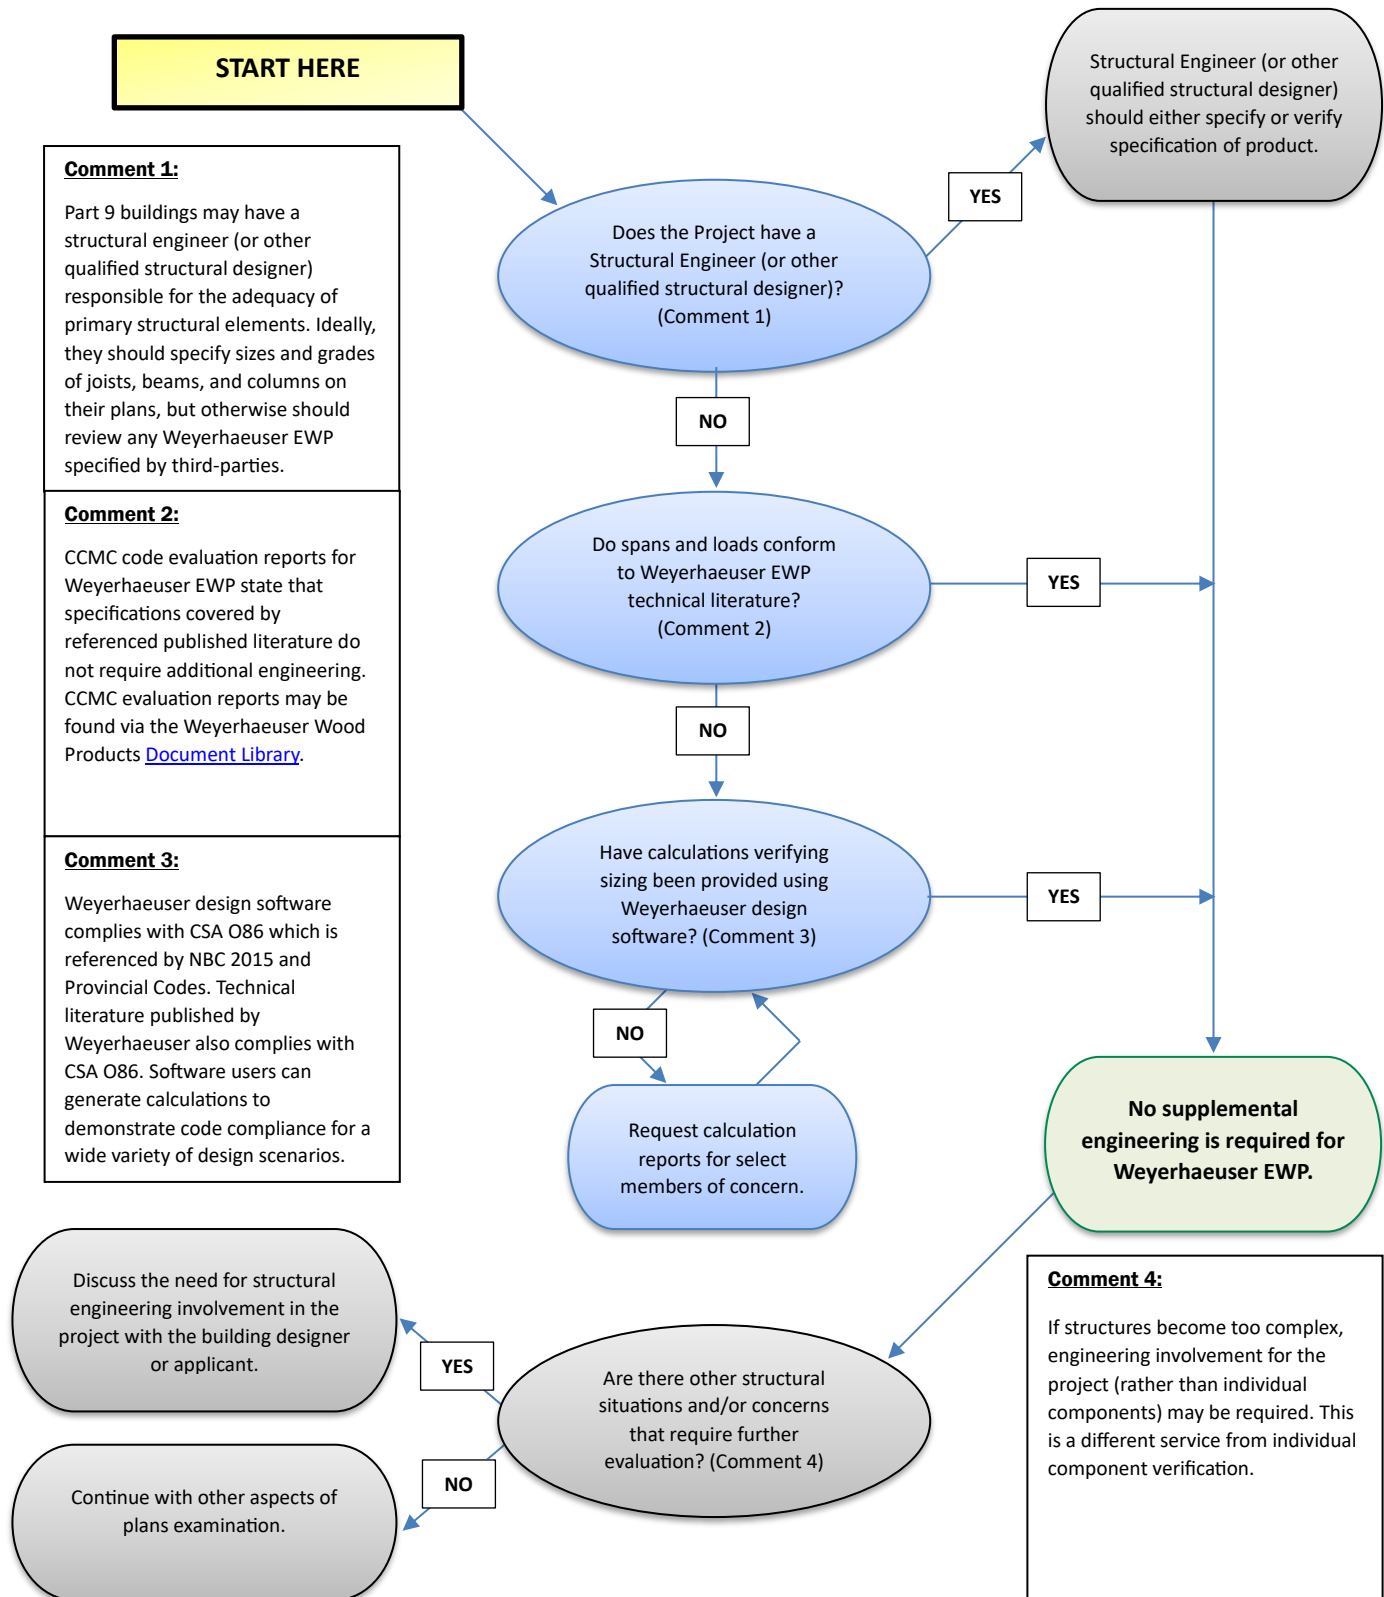 START HERE
Structural Engineer (or other
qualified structural designer)
should either specify or verify
specification of product.
Comment 1:
Part 9 buildings may have a
structural engineer (or other
qualified structural designer)
responsible for the adequacy of
primary structural elements. Ideally,
they should specify sizes and grades
of joists, beams, and columns on
their plans, but otherwise should
review any Weyerhaeuser EWP
specified by third-parties.
YES
Does the Project have a
Structural Engineer (or other
qualified structural designer)?
(Comment 1)
NO
Comment 2:
CCMC code evaluation reports for
Weyerhaeuser EWP state that
specifications covered by
referenced published literature do
not require additional engineering.
CCMC evaluation reports may be
found via the Weyerhaeuser Wood
Products Document Library.
Do spans and loads conform
to Weyerhaeuser EWP
technical literature?
(Comment 2)
YES
NO
Comment 3:
Weyerhaeuser design software
complies with CSA O86 which is
referenced by NBC 2015 and
Provincial Codes. Technical
literature published by
Weyerhaeuser also complies with
CSA O86. Software users can
generate calculations to
demonstrate code compliance for a
wide variety of design scenarios.
Have calculations verifying
sizing been provided using
Weyerhaeuser design
software? (Comment 3)
YES
NO
Request calculation
reports for select
members of concern.
No supplemental
engineering is required for
Weyerhaeuser EWP.
Discuss the need for structural
engineering involvement in the
project with the building designer
or applicant.
YES
Are there other structural
situations and/or concerns
that require further
evaluation? (Comment 4)
NO
Continue with other aspects of
plans examination.
Comment 4:
If structures become too complex,
engineering involvement for the
project (rather than individual
components) may be required. This
is a different service from individual
component verification.